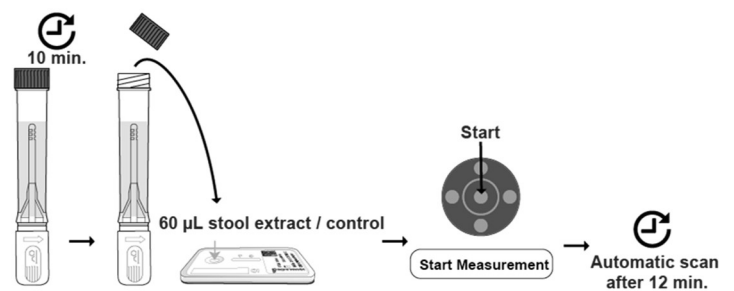 10 min.
60 µL stool extract / control
Start
Start Measurement
Automatic scan
after 12 min.